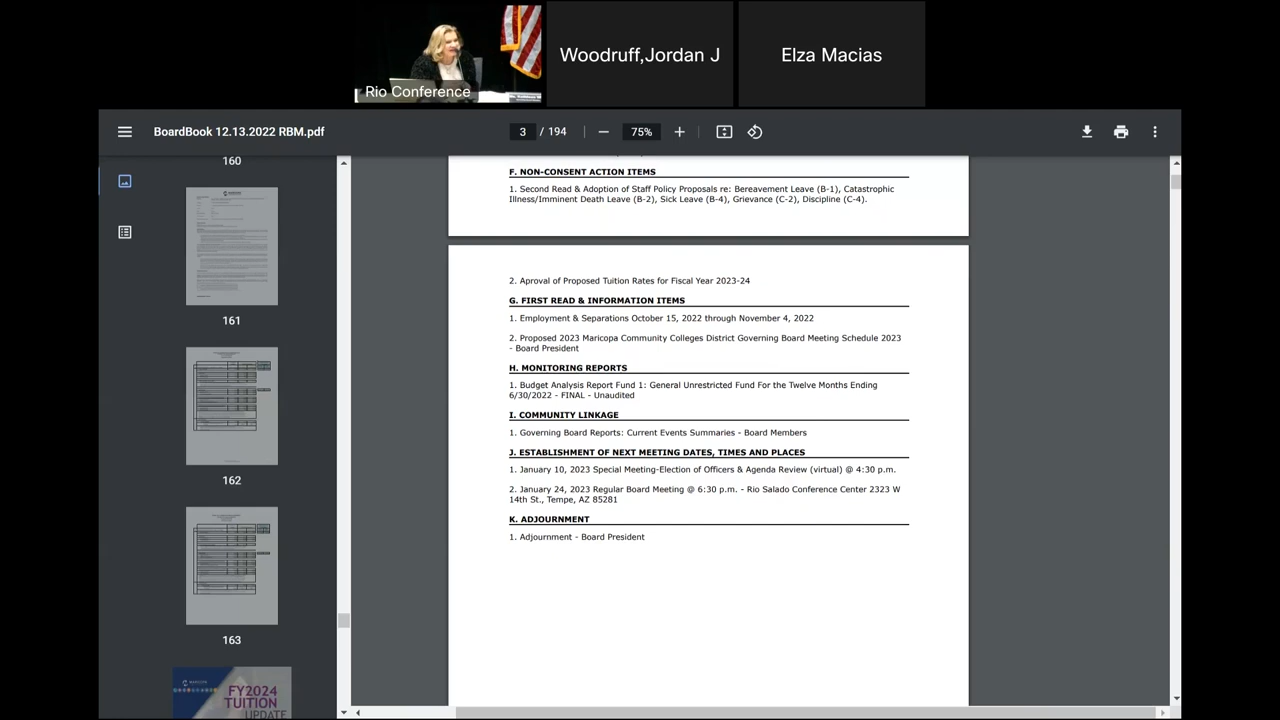 Rio Conference
Woodruff,Jordan J
Elza Macias
BoardBook 12.13.2022 RBM.pdf
3 / 194
75%
160
161
162
163
FY2024
TUITION
UPDATE
F. NON-CONSENT ACTION ITEMS
1. Second Read & Adoption of Staff Policy Proposals re: Bereavement Leave (B-1), Catastrophic
Illness/Imminent Death Leave (B-2), Sick Leave (B-4), Grievance (C-2), Discipline (C-4).
2. Aproval of Proposed Tuition Rates for Fiscal Year 2023-24
G. FIRST READ & INFORMATION ITEMS
1. Employment & Separations October 15, 2022 through November 4, 2022
2. Proposed 2023 Maricopa Community Colleges District Governing Board Meeting Schedule 2023
- Board President
H. MONITORING REPORTS
1. Budget Analysis Report Fund 1: General Unrestricted Fund For the Twelve Months Ending
6/30/2022 - FINAL - Unaudited
I. COMMUNITY LINKAGE
1. Governing Board Reports: Current Events Summaries - Board Members
J. ESTABLISHMENT OF NEXT MEETING DATES, TIMES AND PLACES
1. January 10, 2023 Special Meeting-Election of Officers & Agenda Review (virtual) @ 4:30 p.m.
2. January 24, 2023 Regular Board Meeting @ 6:30 p.m. - Rio Salado Conference Center 2323 W
14th St., Tempe, AZ 85281
K. ADJOURNMENT
1. Adjournment - Board President